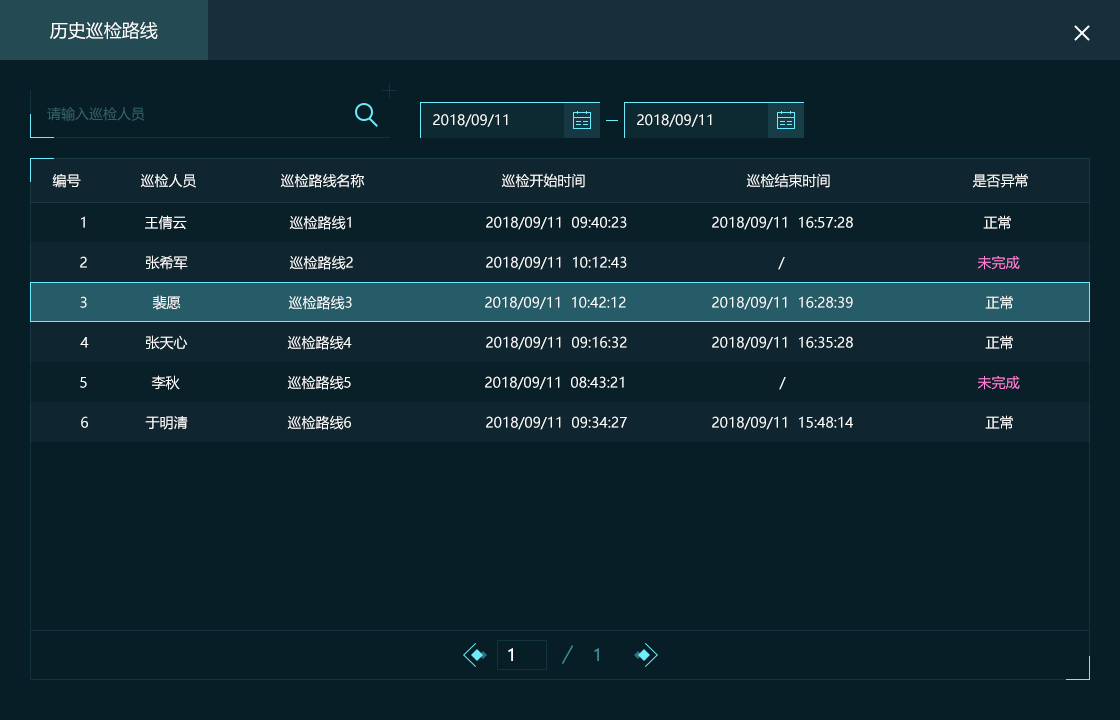 历史巡检路线
请输入巡检人员
2018/09/11 — 2018/09/11
编号 巡检人员 巡检路线名称 巡检开始时间 巡检结束时间 是否异常
1 王倩云 巡检路线1 2018/09/11 09:40:23 2018/09/11 16:57:28 正常
2 张希军 巡检路线2 2018/09/11 10:12:43 / 未完成
3 裴愿 巡检路线3 2018/09/11 10:42:12 2018/09/11 16:28:39 正常
4 张天心 巡检路线4 2018/09/11 09:16:32 2018/09/11 16:35:28 正常
5 李秋 巡检路线5 2018/09/11 08:43:21 / 未完成
6 于明清 巡检路线6 2018/09/11 09:34:27 2018/09/11 15:48:14 正常
1 / 1